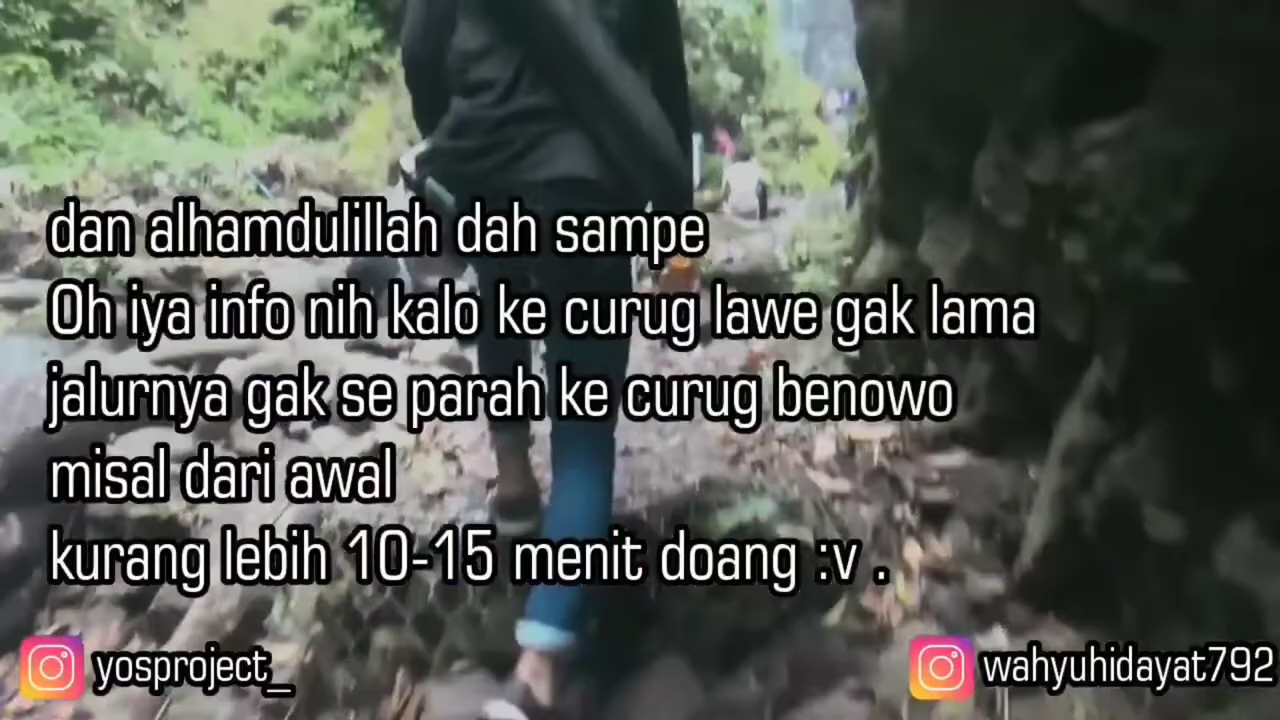 dan alhamdulillah dah sampe
Oh iya info nih kalo ke curug lawe gak lama
jalurnya gak se parah ke curug benowo
misal dari awal
kurang lebih 10-15 menit doang :v .
yosproject_
wahyuhidayat792